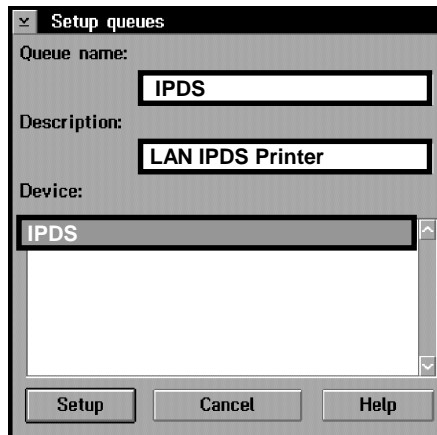 Setup queues
Queue name:
IPDS
Description:
LAN IPDS Printer
Device:
IPDS
Setup Cancel Help